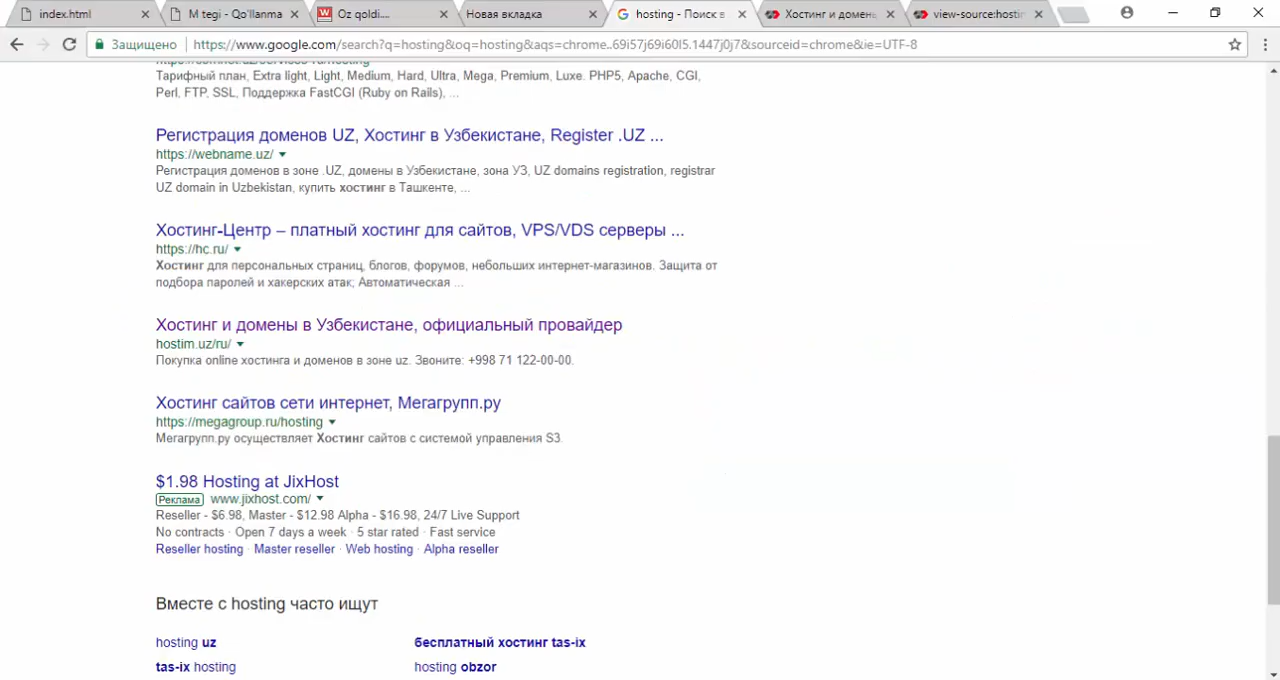 index.html
M tegi - Qo'llanma
Oz qoldi....
Новая вкладка
hosting - Поиск в
Хостинг и домены
view-source:hostin
Защищено
https://www.google.com/search?q=hosting&oq=hosting&aqs=chrome..69i57j69i60l5.1447j0j7&sourceid=chrome&ie=UTF-8
Тарифный план, Extra light, Light, Medium, Hard, Ultra, Mega, Premium, Luxe. PHP5, Apache, CGI,
Perl, FTP, SSL, Поддержка FastCGI (Ruby on Rails), ...
Регистрация доменов UZ, Хостинг в Узбекистане, Register .UZ ...
https://webname.uz/
Регистрация доменов в зоне .UZ, домены в Узбекистане, зона УЗ, UZ domains registration, registrar
UZ domain in Uzbekistan, купить хостинг в Ташкенте, ...
Хостинг-Центр – платный хостинг для сайтов, VPS/VDS серверы ...
https://hc.ru/
Хостинг для персональных страниц, блогов, форумов, небольших интернет-магазинов. Защита от
подбора паролей и хакерских атак; Автоматическая ...
Хостинг и домены в Узбекистане, официальный провайдер
hostim.uz/ru/
Покупка online хостинга и доменов в зоне uz. Звоните: +998 71 122-00-00.
Хостинг сайтов сети интернет, Мегагрупп.ру
https://megagroup.ru/hosting
Мегагрупп.ру осуществляет Хостинг сайтов с системой управления S3.
$1.98 Hosting at JixHost
Реклама www.jixhost.com/
Reseller - $6.98, Master - $12.98 Alpha - $16.98, 24/7 Live Support
No contracts · Open 7 days a week · 5 star rated · Fast service
Reseller hosting · Master reseller · Web hosting · Alpha reseller
Вместе с hosting часто ищут
hosting uz
бесплатный хостинг tas-ix
tas-ix hosting
hosting obzor